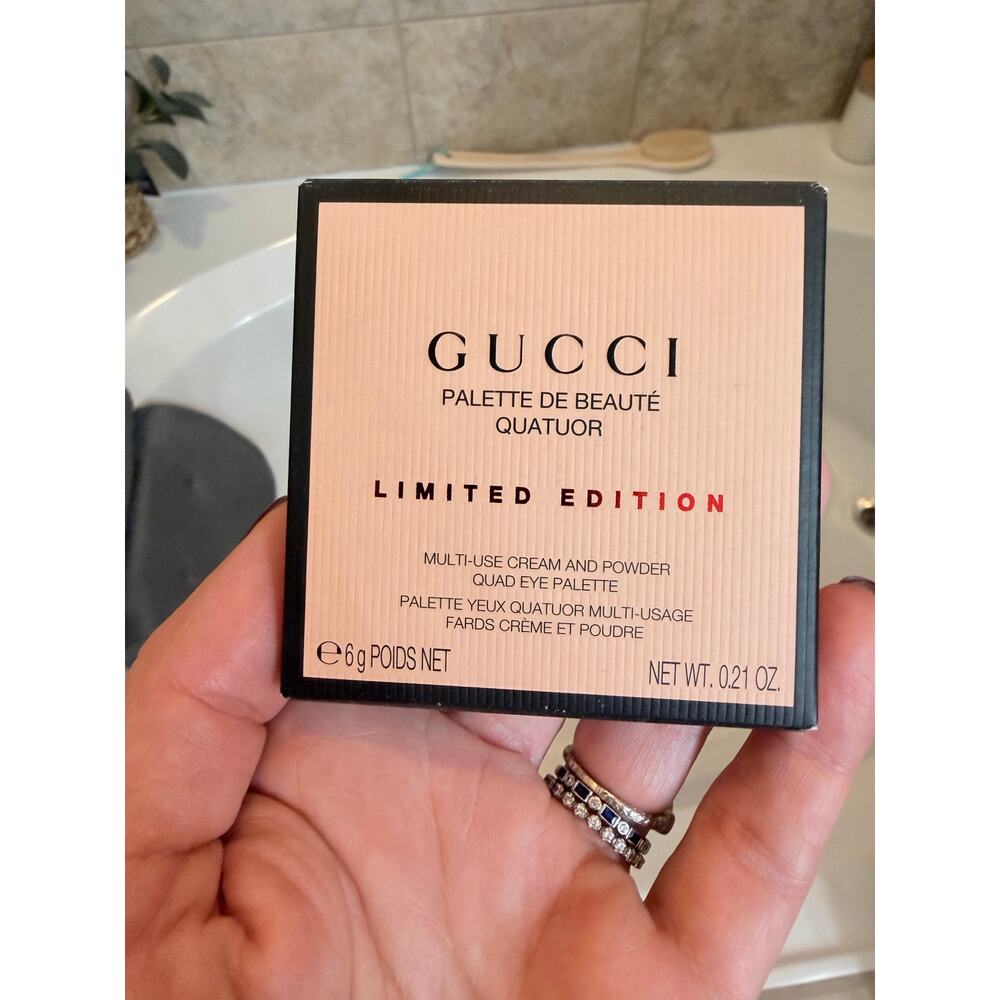 GUCCI
PALETTE DE BEAUTÉ
QUATUOR
LIMITED EDITION
MULTI-USE CREAM AND POWDER
QUAD EYE PALETTE
PALETTE YEUX QUATUOR MULTI-USAGE
FARDS CRÈME ET POUDRE
℮ 6 g POIDS NET
NET WT. 0.21 OZ.